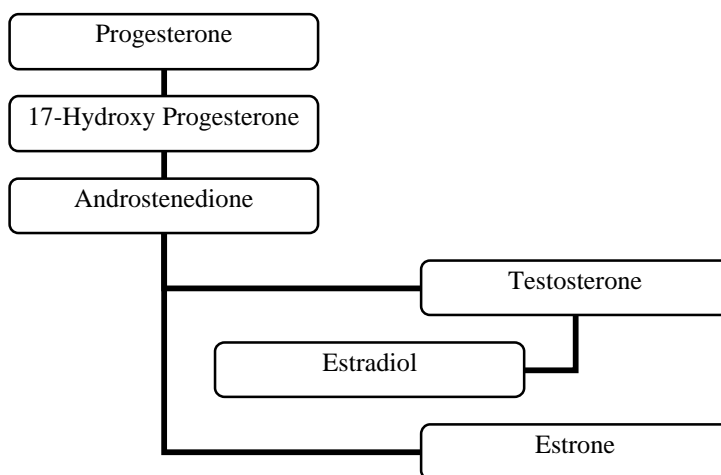 Progesterone
17-Hydroxy Progesterone
Androstenedione
Testosterone
Estradiol
Estrone